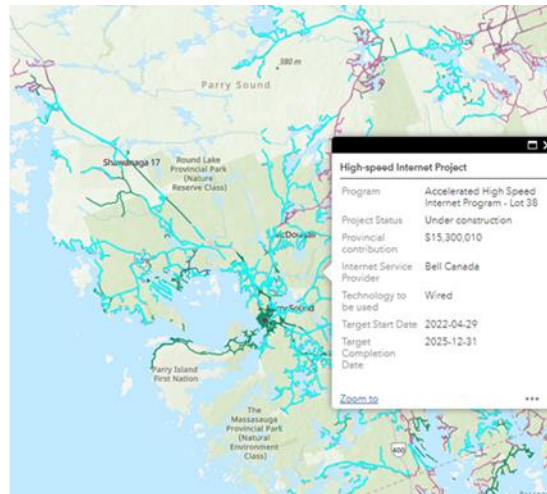 380 m
Parry Sound
Shawanaga 17
Round Lake
Provincial Park
(Nature
Reserve Class)
McDougall
Parry Island
First Nation
The
Massasauga
Provincial Park
(Natural
Environment
Class)
400
High-speed Internet Project
Program Accelerated High Speed
Internet Program - Lot 38
Project Status Under construction
Provincial $15,300,010
contribution
Internet Service Bell Canada
Provider
Technology to Wired
be used
Target Start Date 2022-04-29
Target 2025-12-31
Completion
Date
Zoom to